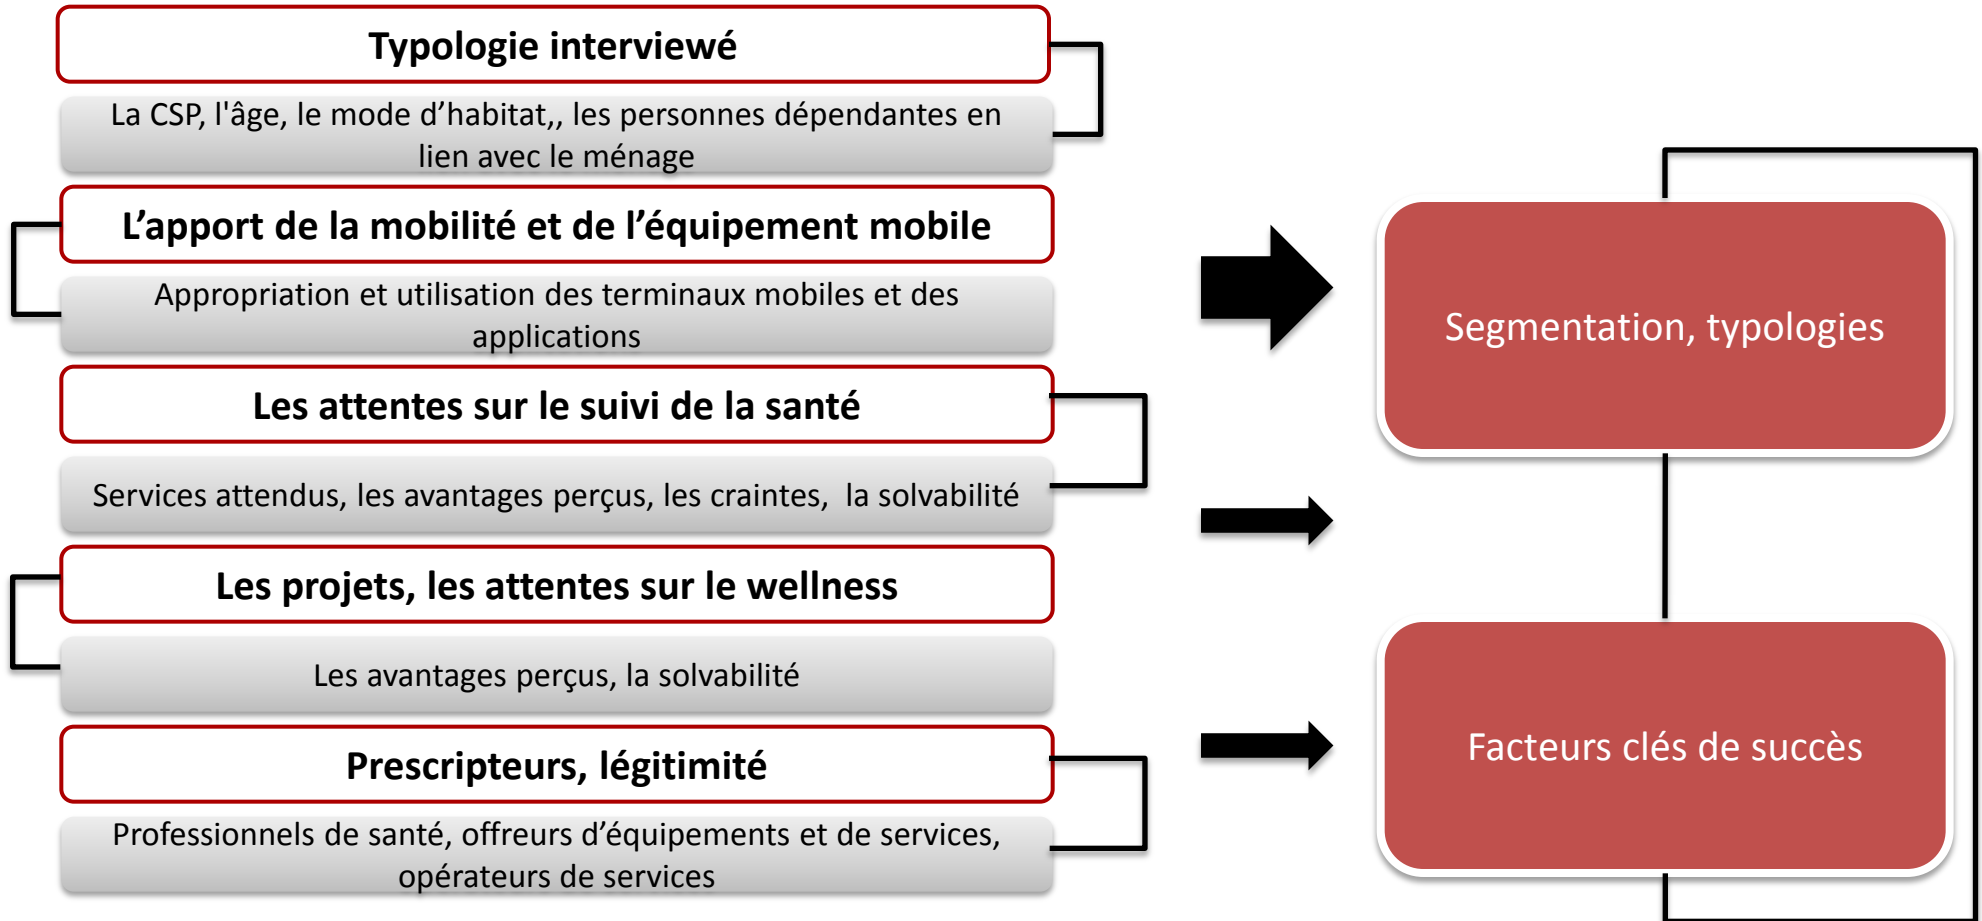 Typologie interviewé
La CSP, l'âge, le mode d’habitat,, les personnes dépendantes en
lien avec le ménage
L’apport de la mobilité et de l’équipement mobile
Appropriation et utilisation des terminaux mobiles et des
applications
Les attentes sur le suivi de la santé
Services attendus, les avantages perçus, les craintes,  la solvabilité
Les projets, les attentes sur le wellness
Les avantages perçus, la solvabilité
Prescripteurs, légitimité
Professionnels de santé, offreurs d’équipements et de services,
opérateurs de services
Segmentation, typologies
Facteurs clés de succès